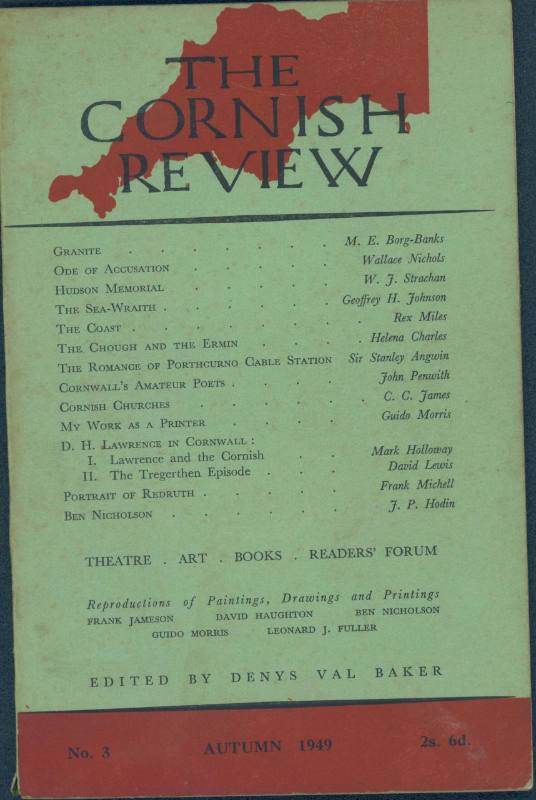 THE
CORNISH
REVIEW
GRANITE . . . . . . M. E. Borg-Banks
ODE OF ACCUSATION . . . . . Wallace Nichols
HUDSON MEMORIAL . . . . . W. J. Strachan
THE SEA-WRAITH . . . . . Geoffrey H. Johnson
THE COAST . . . . . . . Rex Miles
THE CHOUGH AND THE ERMIN . . . . Helena Charles
THE ROMANCE OF PORTHCURNO CABLE STATION Sir Stanley Angwin
CORNWALL'S AMATEUR POETS . . . . John Penwith
CORNISH CHURCHES . . . . . C. C. James
MY WORK AS A PRINTER . . . . Guido Morris
D. H. LAWRENCE IN CORNWALL :
I. Lawrence and the Cornish . . Mark Holloway
II. The Tregerthen Episode . . . David Lewis
PORTRAIT OF REDRUTH . . . . . Frank Michell
BEN NICHOLSON . . . . . . J. P. Hodin
THEATRE . ART . BOOKS . READERS' FORUM
Reproductions of Paintings, Drawings and Printings
FRANK JAMESON DAVID HAUGHTON BEN NICHOLSON
GUIDO MORRIS LEONARD J. FULLER
EDITED BY DENYS VAL BAKER
No. 3 AUTUMN 1949 2s. 6d.